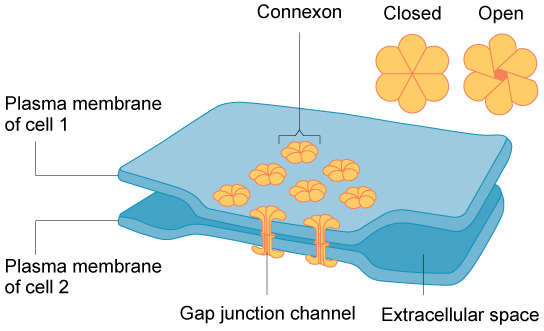 Connexon
Closed
Open
Plasma membrane
of cell 1
Plasma membrane
of cell 2
Gap junction channel
Extracellular space